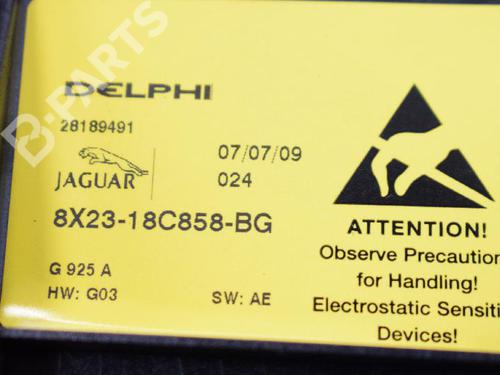 B-PARTS
DELPHI
28189491
JAGUAR
07/07/09
024
8X23-18C858-BG
G 925 A
HW: G03
SW: AE
ATTENTION!
Observe Precaution
for Handling!
Electrostatic Sensiti
Devices!